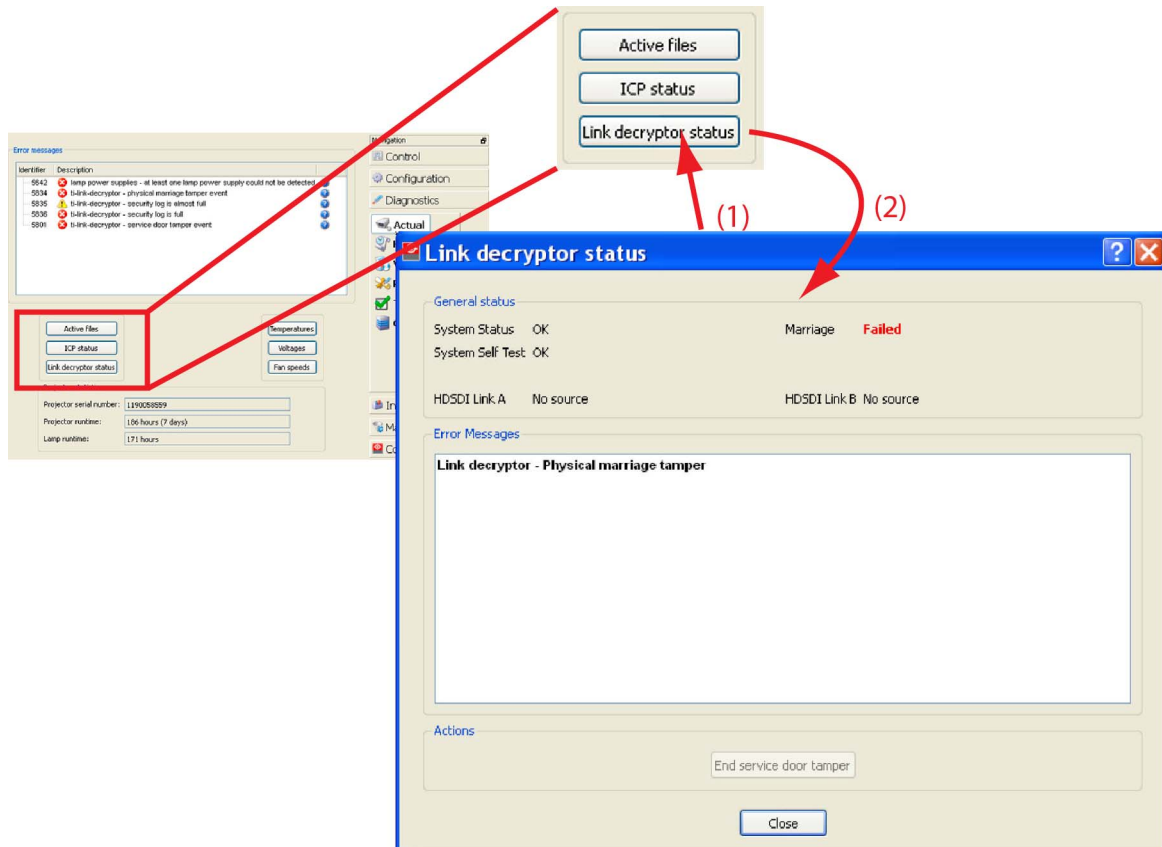 Active files
ICP status
Link decryptor status
(1)
(2)
Error messages
Identifier Description
5642 lamp power supplies - at least one lamp power supply could not be detected
5834 ti-link-decryptor - physical marriage tamper event
5835 ti-link-decryptor - security log is almost full
5836 ti-link-decryptor - security log is full
5801 ti-link-decryptor - service door tamper event
Navigation
Control
Configuration
Diagnostics
Actual
Active files
ICP status
Link decryptor status
Temperatures
Voltages
Fan speeds
Projector serial number: 1190058559
Projector runtime: 186 hours (7 days)
Lamp runtime: 171 hours
In
Co
Link decryptor status
General status
System Status OK
Marriage Failed
System Self Test OK
HDSDI Link A No source
HDSDI Link B No source
Error Messages
Link decryptor - Physical marriage tamper
Actions
End service door tamper
Close